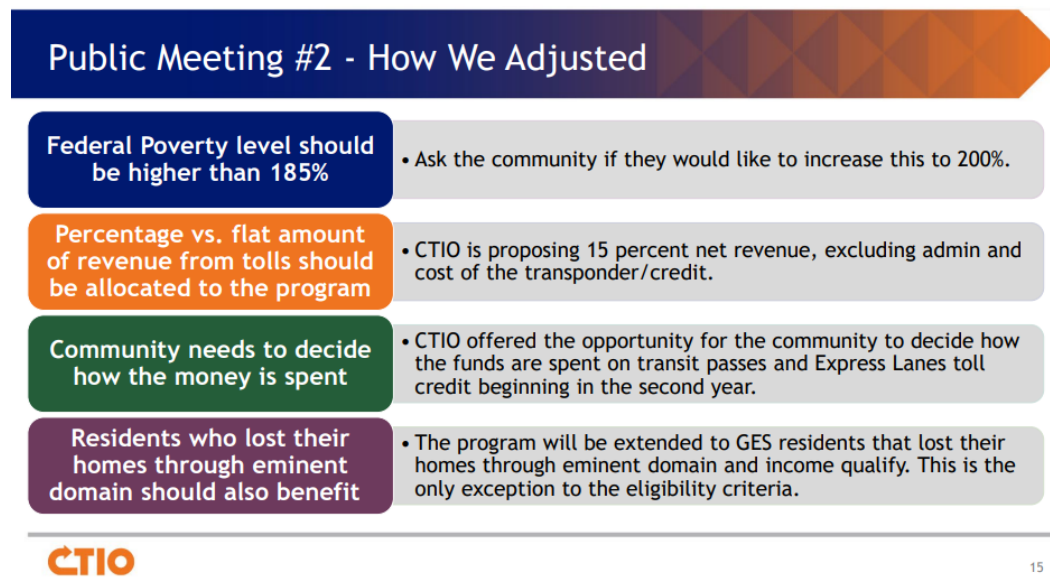 Public Meeting #2 - How We Adjusted
Federal Poverty level should
be higher than 185%
• Ask the community if they would like to increase this to 200%.
Percentage vs. flat amount
of revenue from tolls should
be allocated to the program
• CTIO is proposing 15 percent net revenue, excluding admin and
cost of the transponder/credit.
Community needs to decide
how the money is spent
• CTIO offered the opportunity for the community to decide how
the funds are spent on transit passes and Express Lanes toll
credit beginning in the second year.
Residents who lost their
homes through eminent
domain should also benefit
• The program will be extended to GES residents that lost their
homes through eminent domain and income qualify. This is the
only exception to the eligibility criteria.
CTIO
15